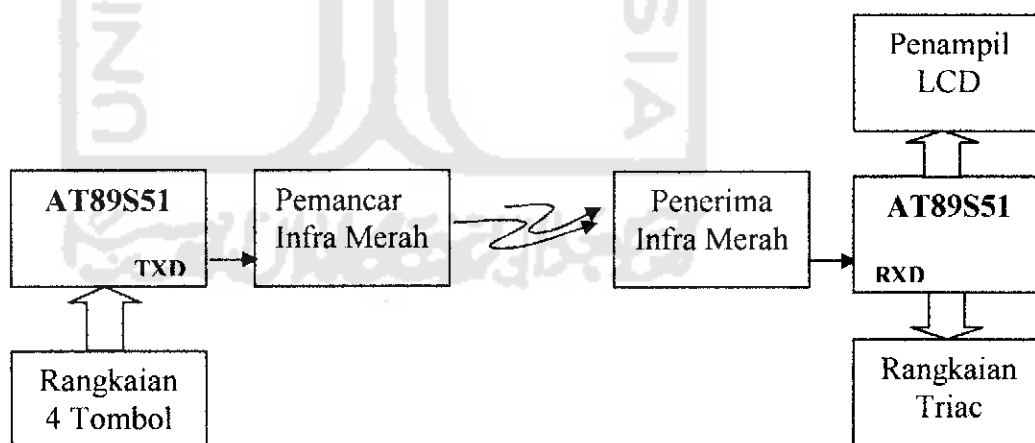 Penampil
LCD
AT89S51
TXD
Pemancar
Infra Merah
Penerima
Infra Merah
AT89S51
RXD
Rangkaian
4 Tombol
Rangkaian
Triac